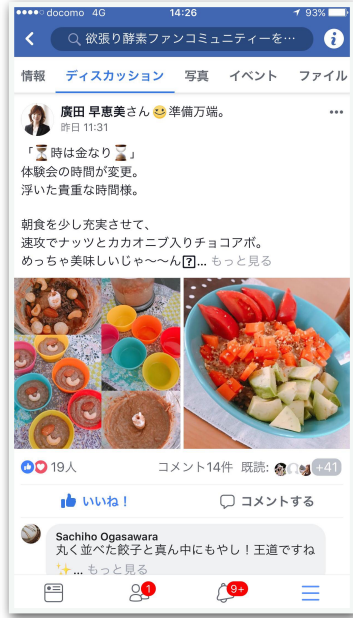 docomo 4G 14:26 93%
欲張り酵素ファンコミュニティーを…
情報 ディスカッション 写真 イベント ファイル
廣田 早恵美さん😀準備万端。
昨日 11:31
「⏳時は金なり⏳」
体験会の時間が変更。
浮いた貴重な時間様。
朝食を少し充実させて、
速攻でナッツとカカオニブ入りチョコアボ。
めっちゃ美味しいじゃ〜〜ん?... もっと見る
19人 コメント14件 既読: +41
いいね！ コメントする
Sachiho Ogasawara
丸く並べた餃子と真ん中にもやし！王道ですね
✨... もっと見る
1 9+